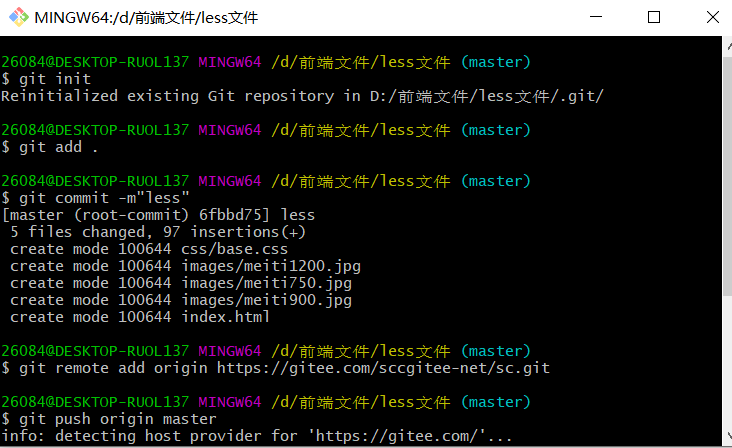 MINGW64:/d/前端文件/less文件
26084@DESKTOP-RUOL137 MINGW64 /d/前端文件/less文件 (master)
$ git init
Reinitialized existing Git repository in D:/前端文件/less文件/.git/
26084@DESKTOP-RUOL137 MINGW64 /d/前端文件/less文件 (master)
$ git add .
26084@DESKTOP-RUOL137 MINGW64 /d/前端文件/less文件 (master)
$ git commit -m"less"
[master (root-commit) 6fbbd75] less
 5 files changed, 97 insertions(+)
 create mode 100644 css/base.css
 create mode 100644 images/meiti1200.jpg
 create mode 100644 images/meiti750.jpg
 create mode 100644 images/meiti900.jpg
 create mode 100644 index.html
26084@DESKTOP-RUOL137 MINGW64 /d/前端文件/less文件 (master)
$ git remote add origin https://gitee.com/sccgitee-net/sc.git
26084@DESKTOP-RUOL137 MINGW64 /d/前端文件/less文件 (master)
$ git push origin master
info: detecting host provider for 'https://gitee.com/'...